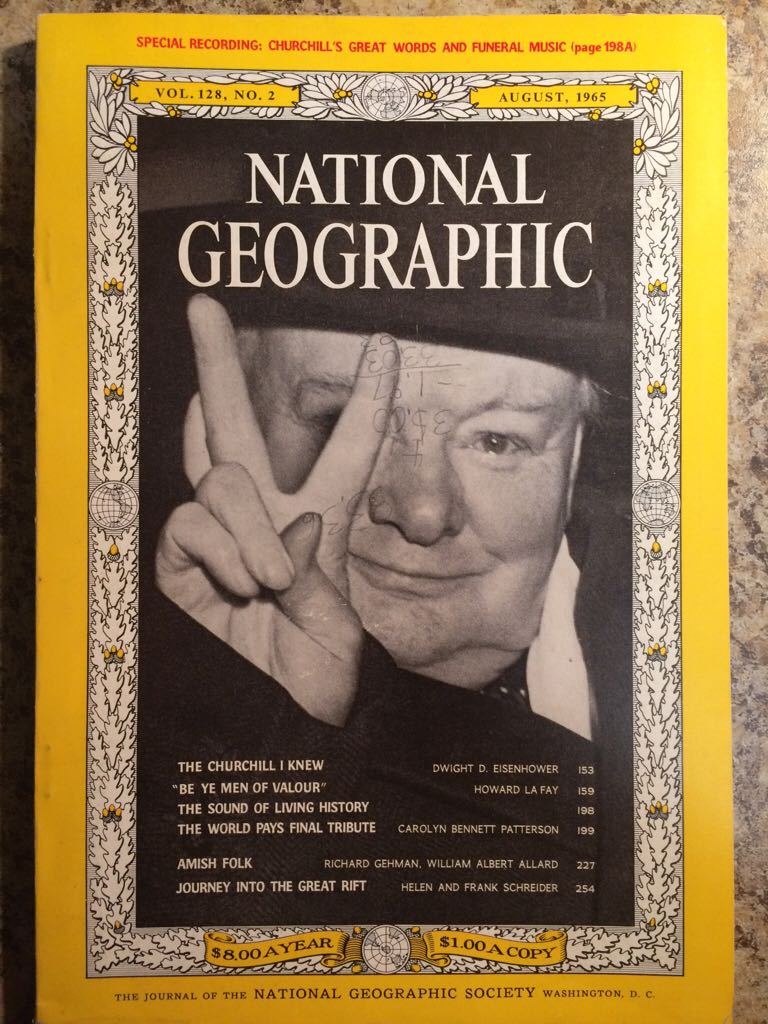 SPECIAL RECORDING: CHURCHILL'S GREAT WORDS AND FUNERAL MUSIC (page 198A)
VOL. 128, NO. 2 AUGUST, 1965
NATIONAL
GEOGRAPHIC
THE CHURCHILL I KNEW DWIGHT D. EISENHOWER 153
"BE YE MEN OF VALOUR" HOWARD LA FAY 159
THE SOUND OF LIVING HISTORY 198
THE WORLD PAYS FINAL TRIBUTE CAROLYN BENNETT PATTERSON 199
AMISH FOLK RICHARD GEHMAN, WILLIAM ALBERT ALLARD 227
JOURNEY INTO THE GREAT RIFT HELEN AND FRANK SCHREIDER 254
$8.00 A YEAR $1.00 A COPY
THE JOURNAL OF THE NATIONAL GEOGRAPHIC SOCIETY WASHINGTON, D. C.